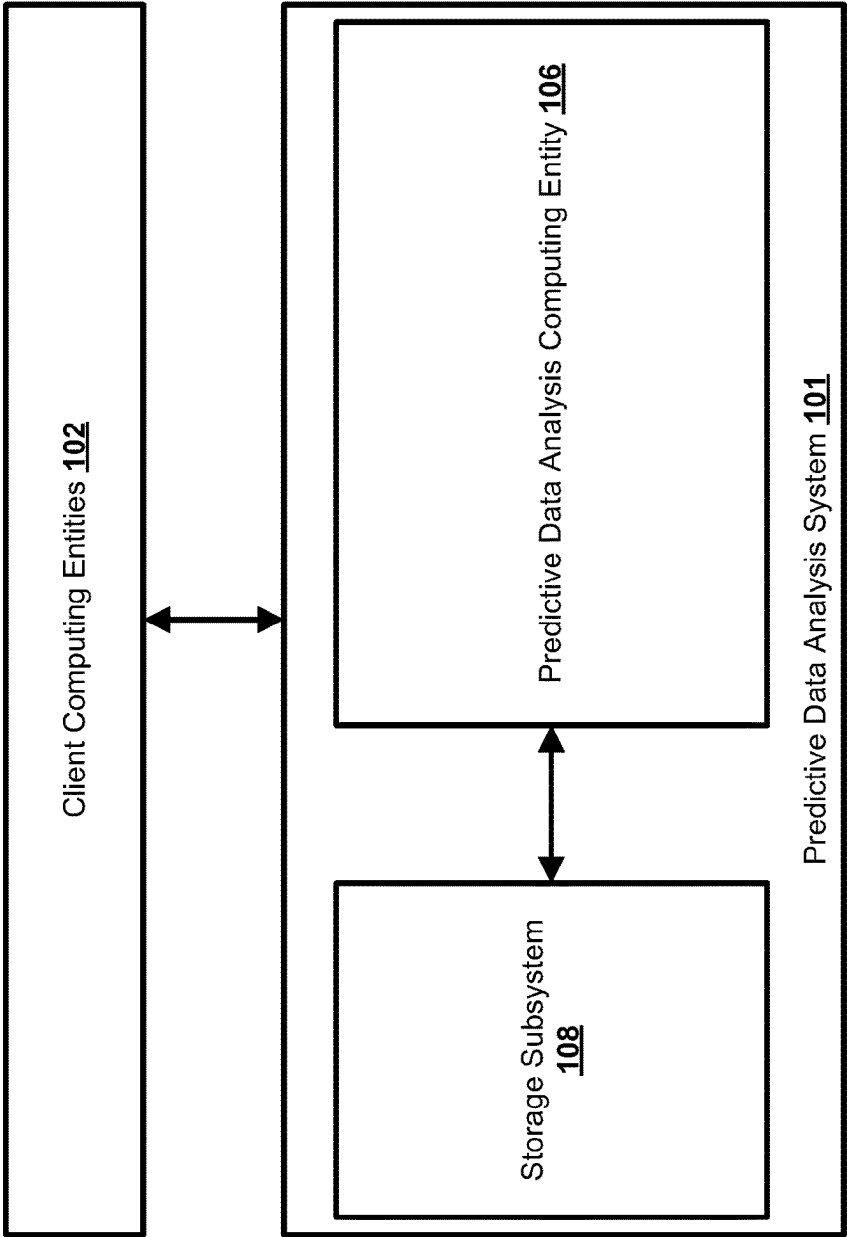 Client Computing Entities 102
Predictive Data Analysis Computing Entity 106
Storage Subsystem
108
Predictive Data Analysis System 101